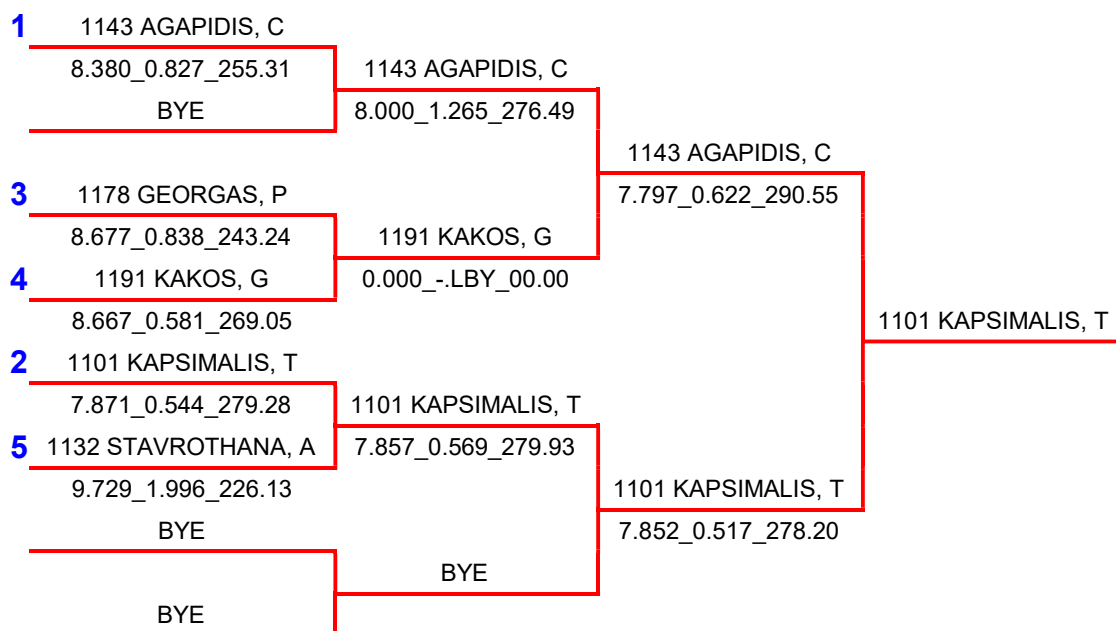 1 1143 AGAPIDIS, C
8.380_0.827_255.31
1143 AGAPIDIS, C
BYE
8.000_1.265_276.49
1143 AGAPIDIS, C
3 1178 GEORGAS, P
7.797_0.622_290.55
8.677_0.838_243.24
1191 KAKOS, G
4 1191 KAKOS, G
0.000_-.LBY_00.00
8.667_0.581_269.05
1101 KAPSIMALIS, T
2 1101 KAPSIMALIS, T
7.871_0.544_279.28
1101 KAPSIMALIS, T
5 1132 STAVROTHANA, A
7.857_0.569_279.93
9.729_1.996_226.13
1101 KAPSIMALIS, T
BYE
7.852_0.517_278.20
BYE
BYE